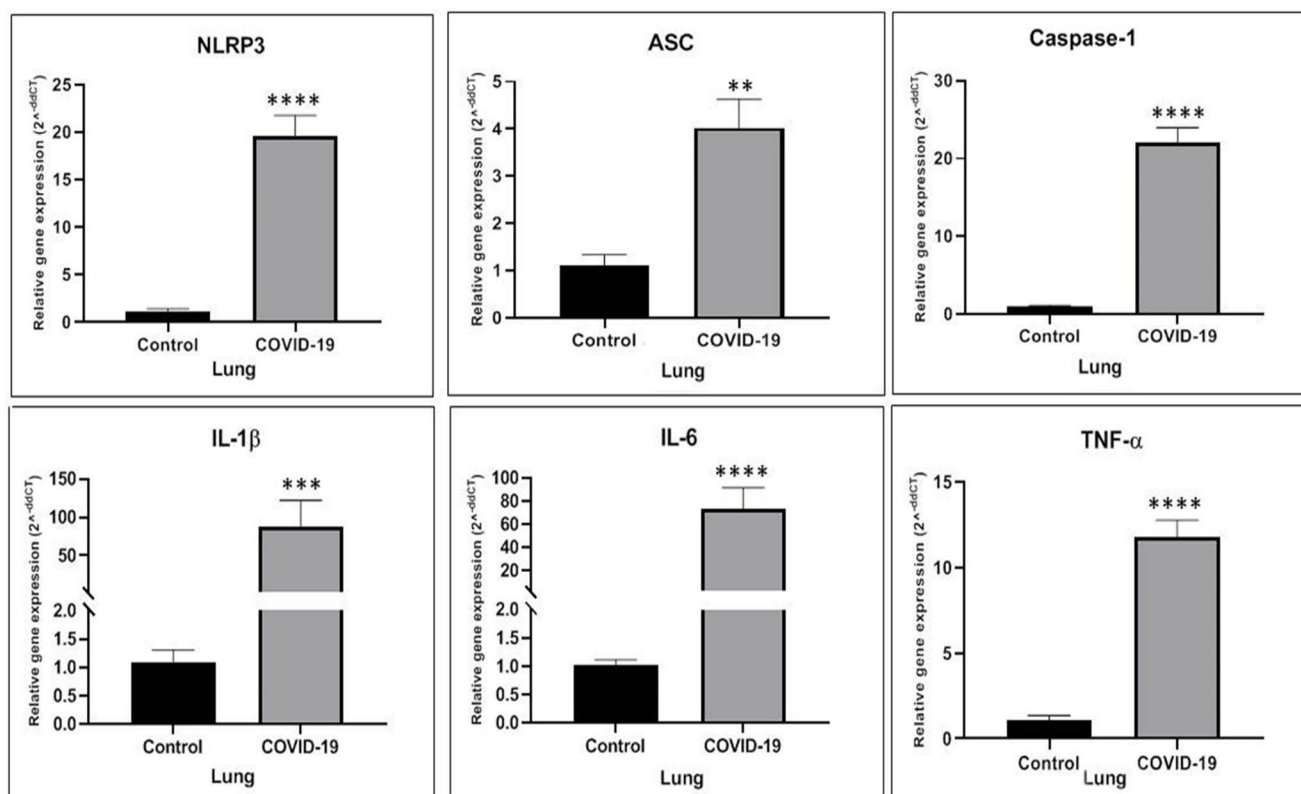 NLRP3
Relative gene expression (2^-ddCT)
25
20
15
10
5
0
****
Control
COVID-19
Lung
ASC
Relative gene expression (2^-ddCT)
5
4
3
2
1
0
**
Control
COVID-19
Lung
Caspase-1
Relative gene expression (2^-ddCT)
30
20
10
0
****
Control
COVID-19
Lung
IL-1β
Relative gene expression (2^-ddCT)
150
100
50
2.0
1.5
1.0
0.5
0.0
***
Control
COVID-19
Lung
IL-6
Relative gene expression (2^-ddCT)
100
80
60
40
20
2.0
1.5
1.0
0.5
0.0
****
Control
COVID-19
Lung
TNF-α
Relative gene expression (2^-ddCT)
15
10
5
0
****
Control
COVID-19
Lung